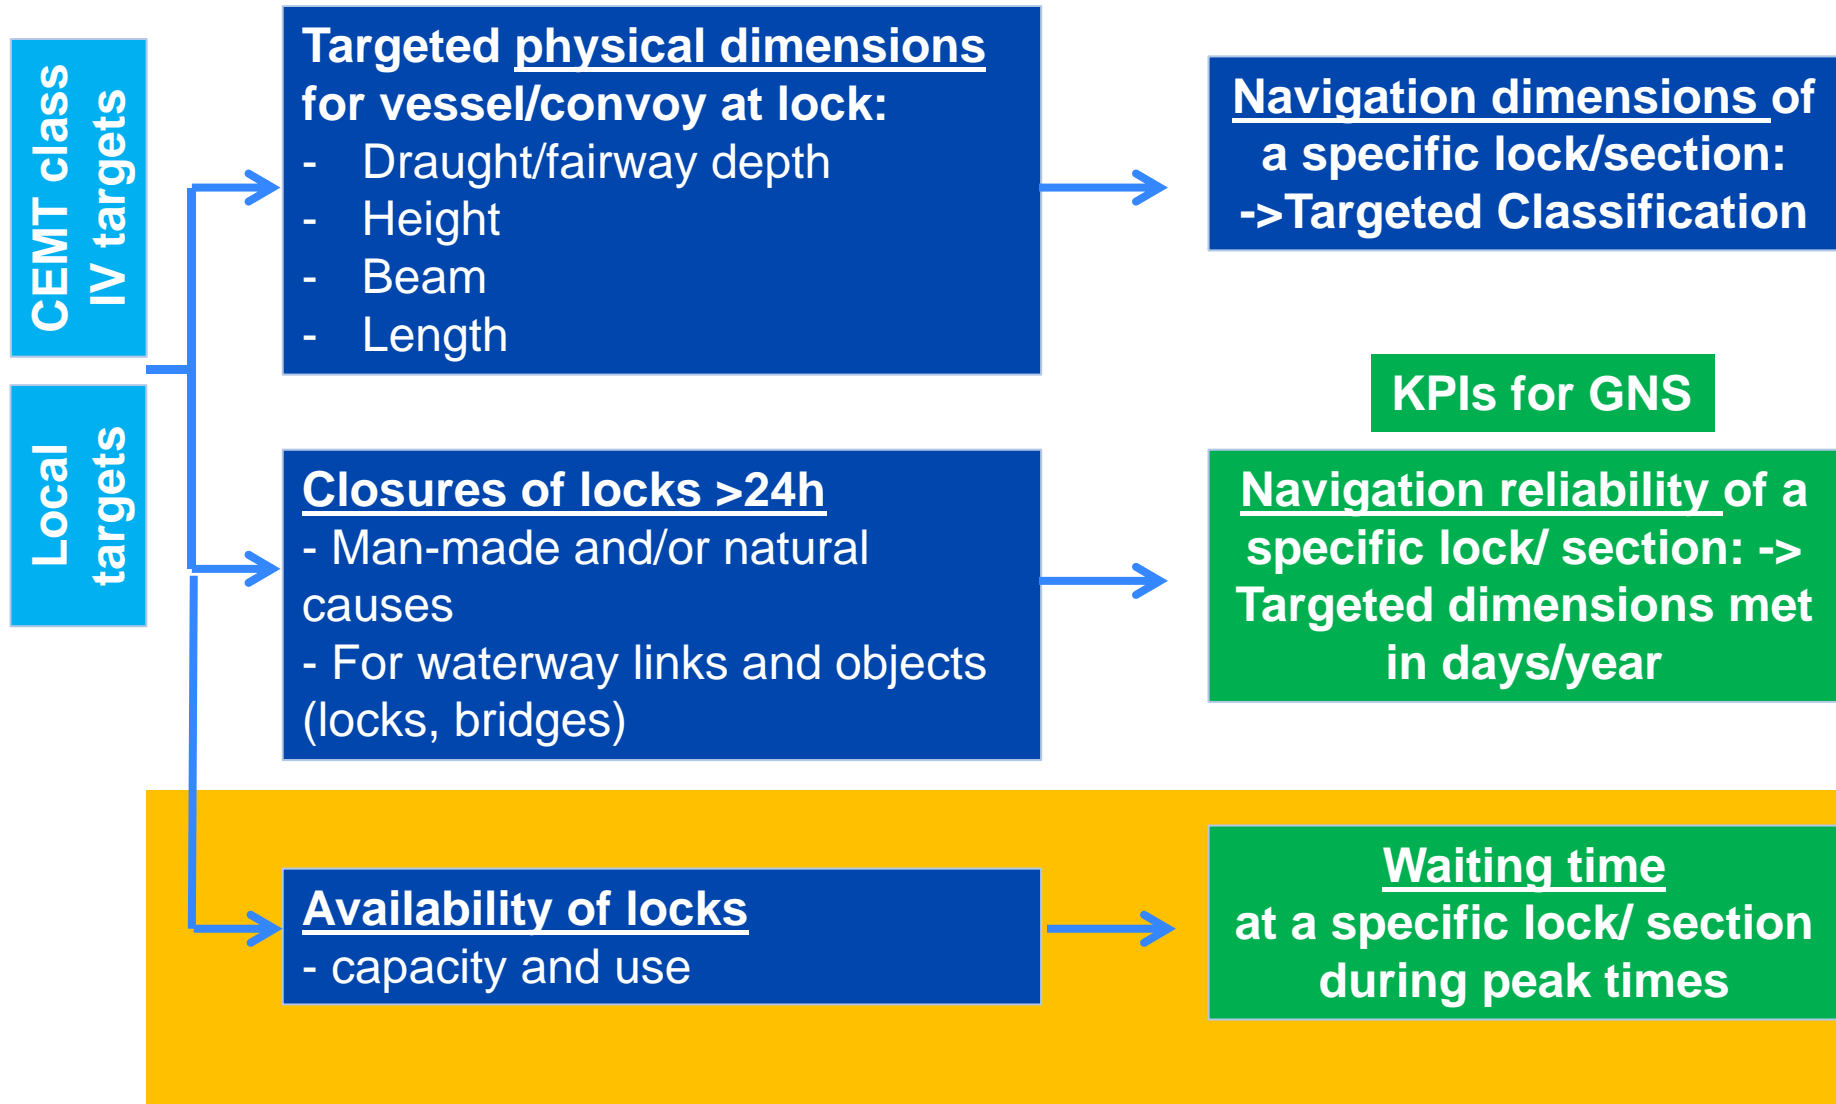 CEMT class
IV targets
Local
targets
Targeted physical dimensions
for vessel/convoy at lock:
- Draught/fairway depth
- Height
- Beam
- Length
Navigation dimensions of
a specific lock/section:
->Targeted Classification
KPIs for GNS
Closures of locks >24h
- Man-made and/or natural
causes
- For waterway links and objects
(locks, bridges)
Navigation reliability of a
specific lock/ section: ->
Targeted dimensions met
in days/year
Availability of locks
- capacity and use
Waiting time
at a specific lock/ section
during peak times